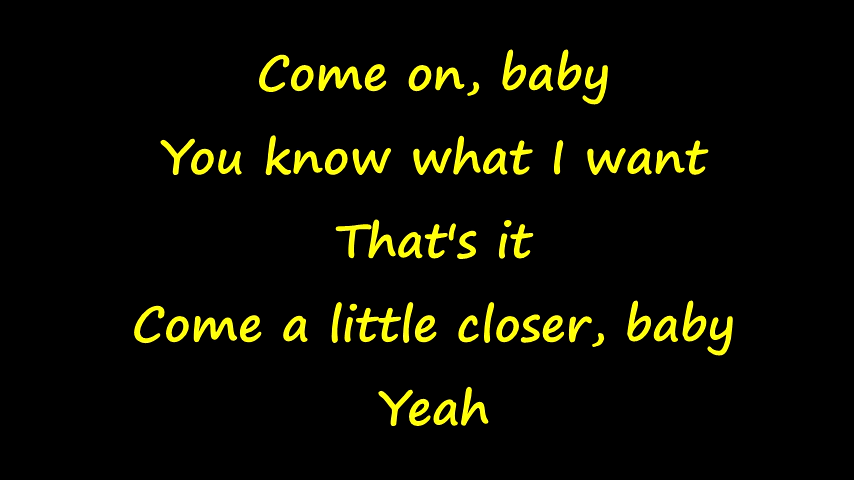 Come on, baby
You know what I want
That's it
Come a little closer, baby
Yeah